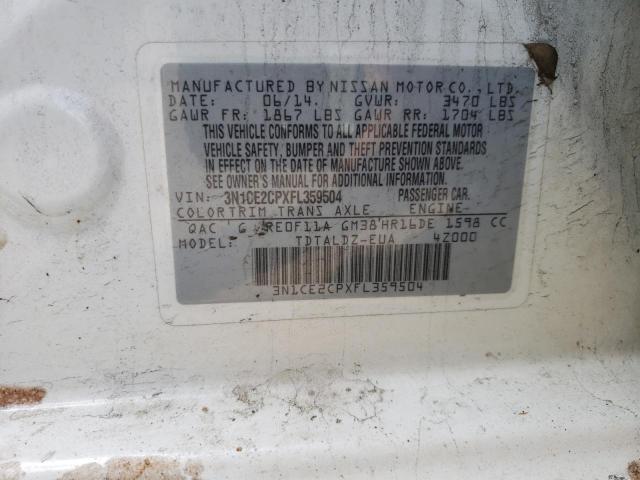 MANUFACTURED BY NISSAN MOTOR CO., LTD.
DATE: 06/14. GVWR: 3470 LBS
GAWR FR: 1867 LBS GAWR RR: 1704 LBS
THIS VEHICLE CONFORMS TO ALL APPLICABLE FEDERAL MOTOR
VEHICLE SAFETY, BUMPER AND THEFT PREVENTION STANDARDS
IN EFFECT ON THE DATE OF MANUFACTURE SHOWN ABOVE.
SEE OWNER'S MANUAL FOR ADDITIONAL INFORMATION.
VIN: 3N1CE2CPXFL359504 PASSENGER CAR.
COLOR TRIM TRANS AXLE ENGINE
QAC G RE0F11A GM38 HR16DE 1598 CC
MODEL: TDTALDZ-EUA 4Z000
3N1CE2CPXFL359504